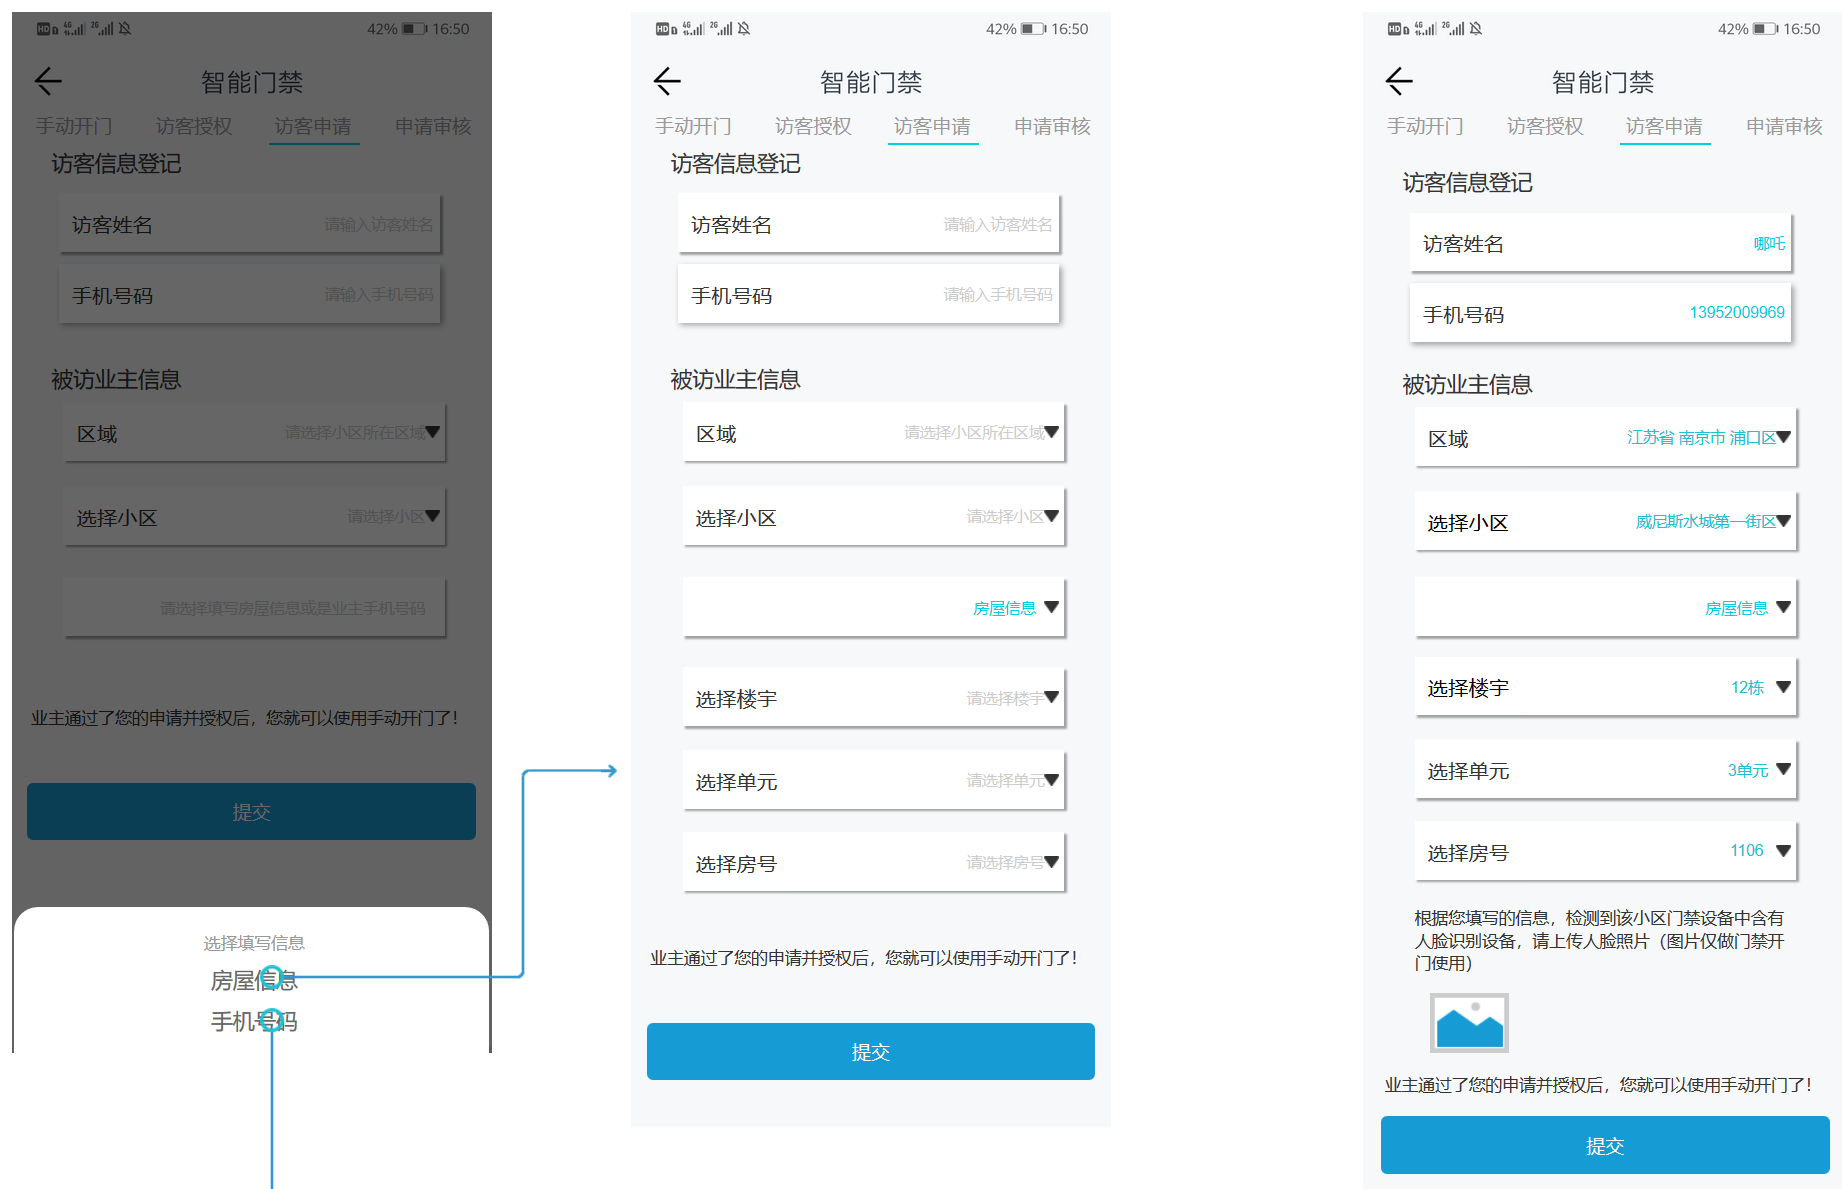 HD 4G 2G 42% 16:50
智能门禁
手动开门 访客授权 访客申请 申请审核
访客信息登记
访客姓名 请输入访客姓名
手机号码 请输入手机号码
被访业主信息
区域 请选择小区所在区域
选择小区 请选择小区
请选择填写房屋信息或是业主手机号码
业主通过了您的申请并授权后，您就可以使用手动开门了！
提交
选择填写信息
房屋信息
手机号码
HD 4G 2G 42% 16:50
智能门禁
手动开门 访客授权 访客申请 申请审核
访客信息登记
访客姓名 请输入访客姓名
手机号码 请输入手机号码
被访业主信息
区域 请选择小区所在区域
选择小区 请选择小区
房屋信息
选择楼宇 请选择楼宇
选择单元 请选择单元
选择房号 请选择房号
业主通过了您的申请并授权后，您就可以使用手动开门了！
提交
HD 4G 2G 42% 16:50
智能门禁
手动开门 访客授权 访客申请 申请审核
访客信息登记
访客姓名 哪吒
手机号码 13952009969
被访业主信息
区域 江苏省 南京市 浦口区
选择小区 威尼斯水城第一街区
房屋信息
选择楼宇 12栋
选择单元 3单元
选择房号 1106
根据您填写的信息，检测到该小区门禁设备中含有
人脸识别设备，请上传人脸照片（图片仅做门禁开
门使用）
业主通过了您的申请并授权后，您就可以使用手动开门了！
提交